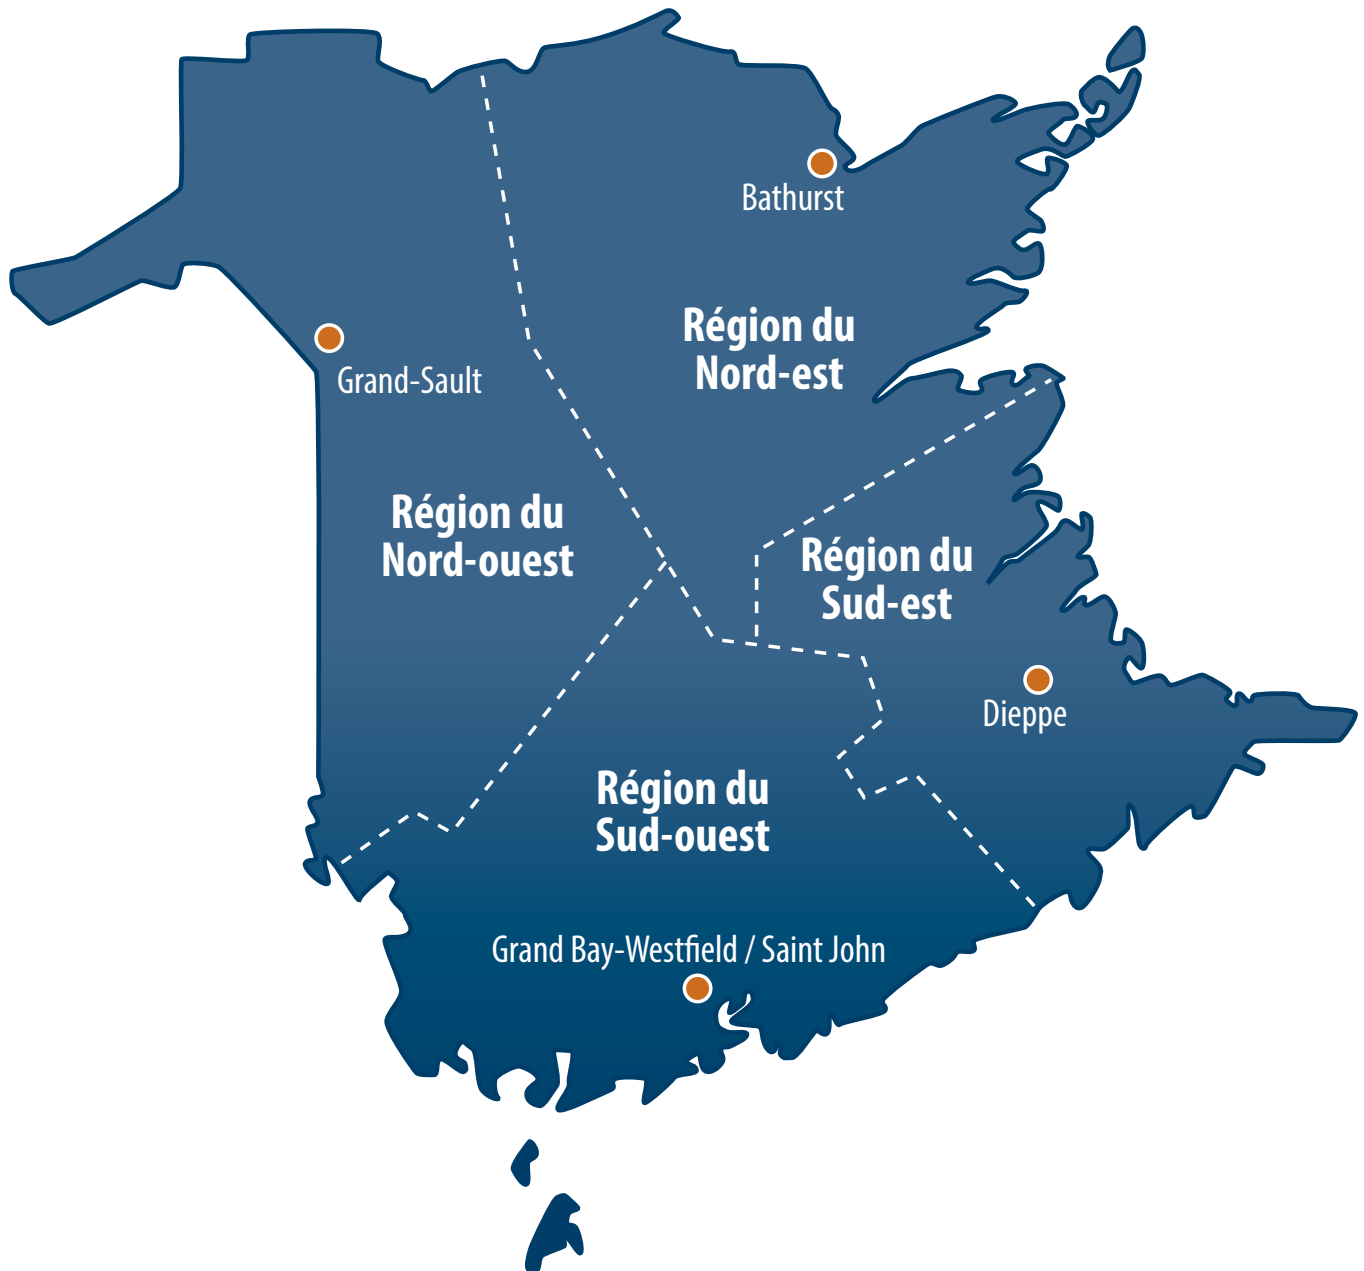 Bathurst
Région du
Nord-est
Grand-Sault
Région du
Nord-ouest
Région du
Sud-est
Dieppe
Région du
Sud-ouest
Grand Bay-Westfield / Saint John